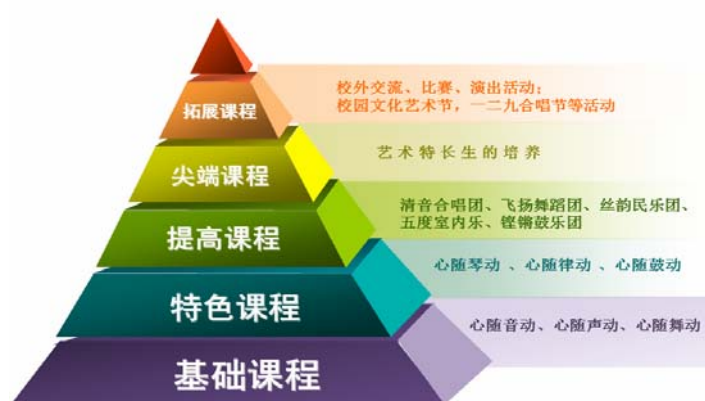 校外交流、比赛、演出活动；
校园文化艺术节，一二九合唱节等活动
拓展课程
艺术特长生的培养
尖端课程
清音合唱团、飞扬舞蹈团、丝韵民乐团、
五度室内乐、铿锵鼓乐团
提高课程
心随琴动 、心随律动 、心随鼓动
特色课程
心随音动、心随声动、心随舞动
基础课程